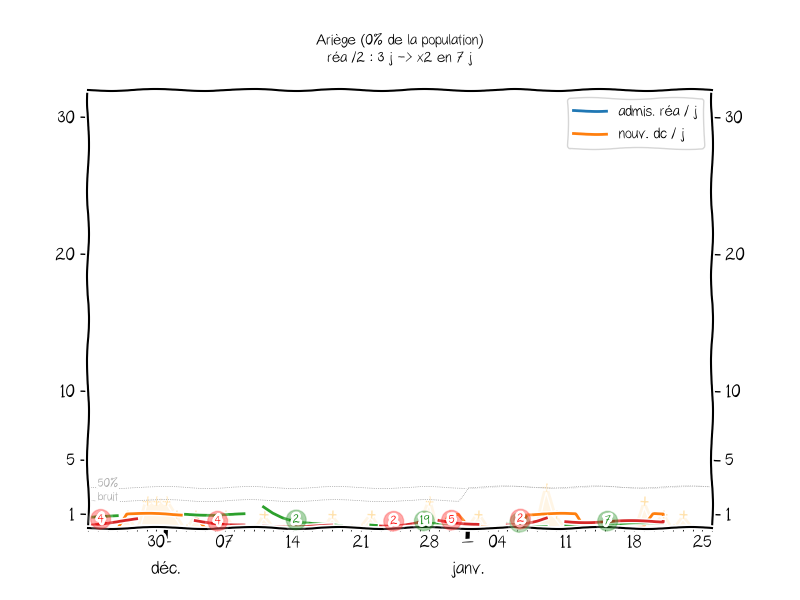 Ariège (0% de la population)
réa /2 : 3 j -> x2 en 7 j
admis. réa / j
nouv. dc / j
30 30
20 20
10 10
5 5
50%
bruit
1 1
4 4 2 2 19 5 2 7
30 07 14 21 28 04 11 18 25
déc. janv.